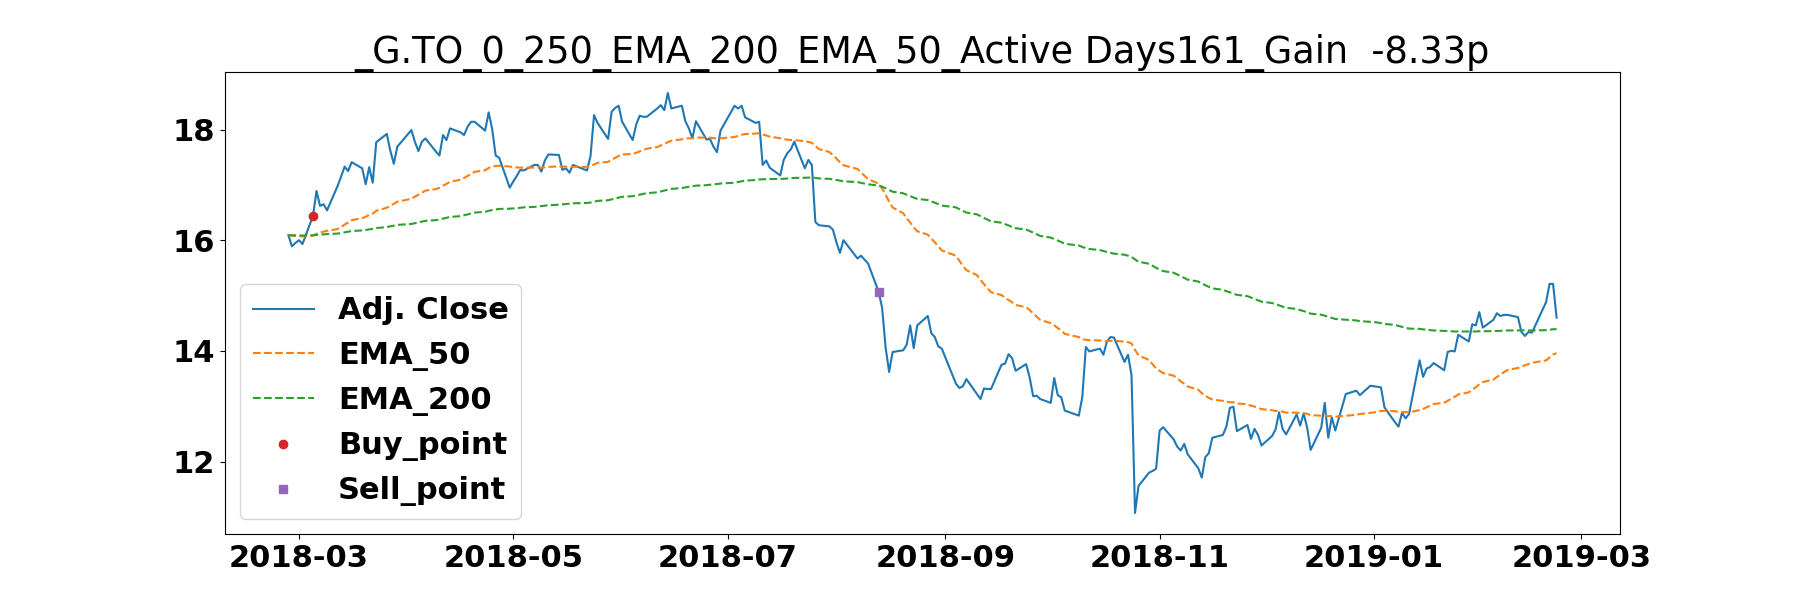 _G.TO_0_250_EMA_200_EMA_50_Active Days161_Gain  -8.33p
18
16
14
12
Adj. Close
EMA_50
EMA_200
Buy_point
Sell_point
2018-03 2018-05 2018-07 2018-09 2018-11 2019-01 2019-03